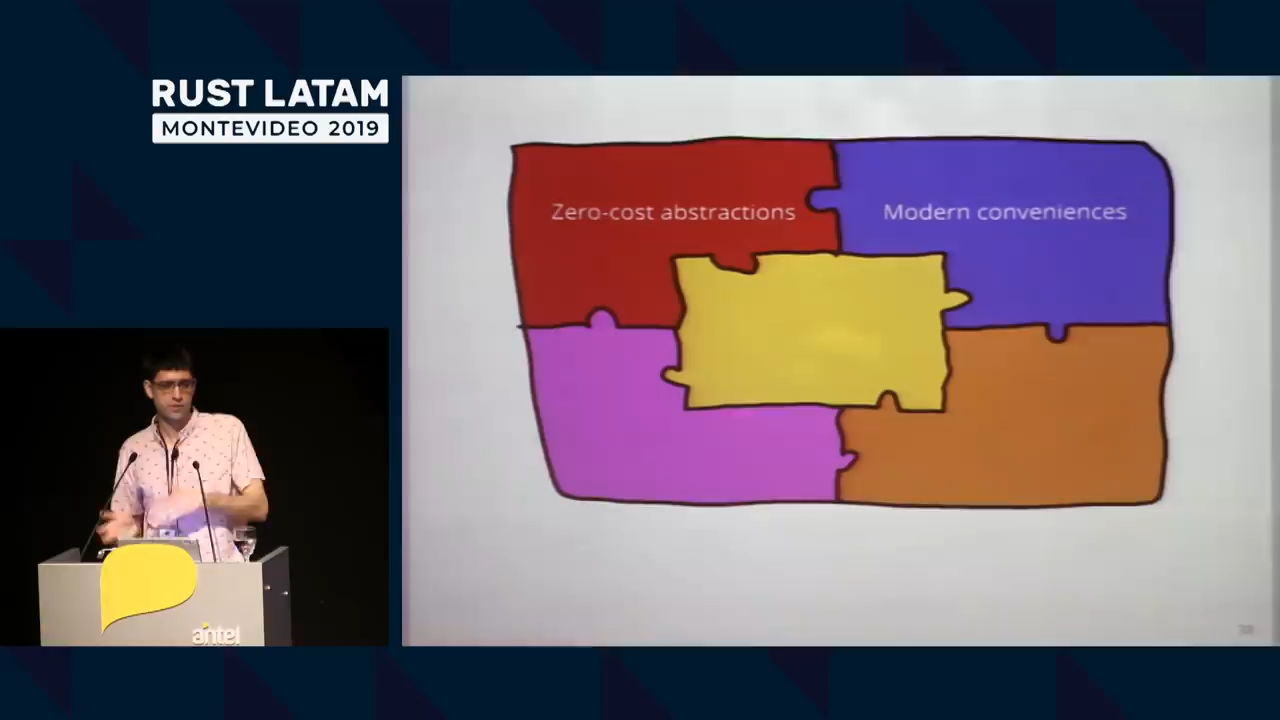 RUST LATAM
MONTEVIDEO 2019
Zero-cost abstractions
Modern conveniences
antel